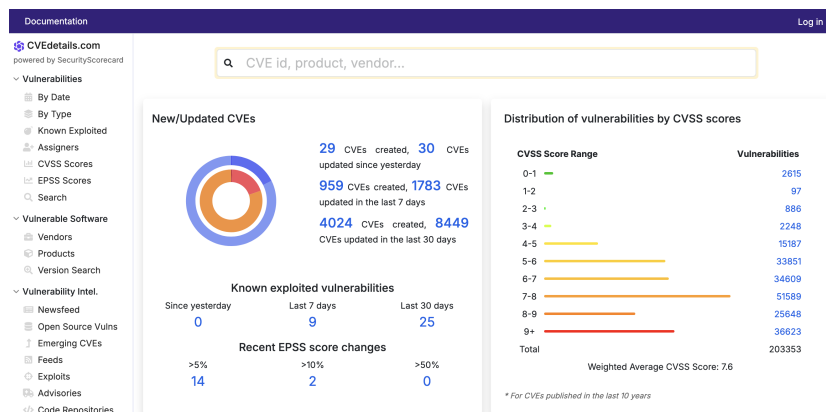 Documentation
Log in
CVEdetails.com
powered by SecurityScorecard
Vulnerabilities
By Date
By Type
Known Exploited
Assigners
CVSS Scores
EPSS Scores
Search
Vulnerable Software
Vendors
Products
Version Search
Vulnerability Intel.
Newsfeed
Open Source Vulns
Emerging CVEs
Feeds
Exploits
Advisories
Code Repositories
CVE id, product, vendor...
New/Updated CVEs
29 CVEs created, 30 CVEs
updated since yesterday
959 CVEs created, 1783 CVEs
updated in the last 7 days
4024 CVEs created, 8449
CVEs updated in the last 30 days
Known exploited vulnerabilities
Since yesterday Last 7 days Last 30 days
0 9 25
Recent EPSS score changes
>5% >10% >50%
14 2 0
Distribution of vulnerabilities by CVSS scores
CVSS Score Range Vulnerabilities
0-1 2615
1-2 97
2-3 886
3-4 2248
4-5 15187
5-6 33851
6-7 34609
7-8 51589
8-9 25648
9+ 36623
Total 203353
Weighted Average CVSS Score: 7.6
* For CVEs published in the last 10 years